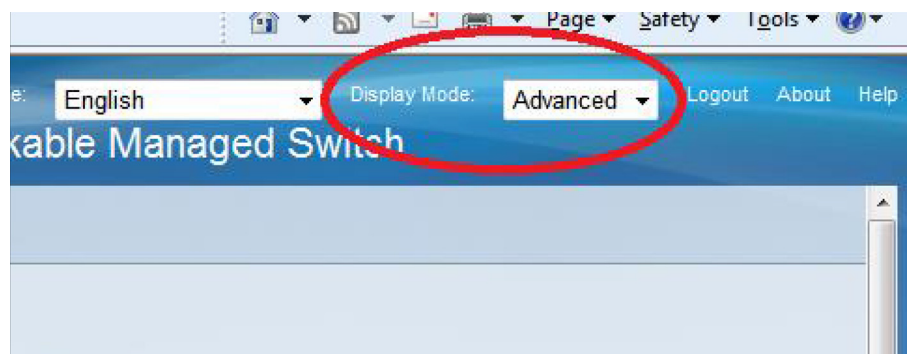 Page Safety Tools
e: English Display Mode: Advanced Logout About Help
kable Managed Switch